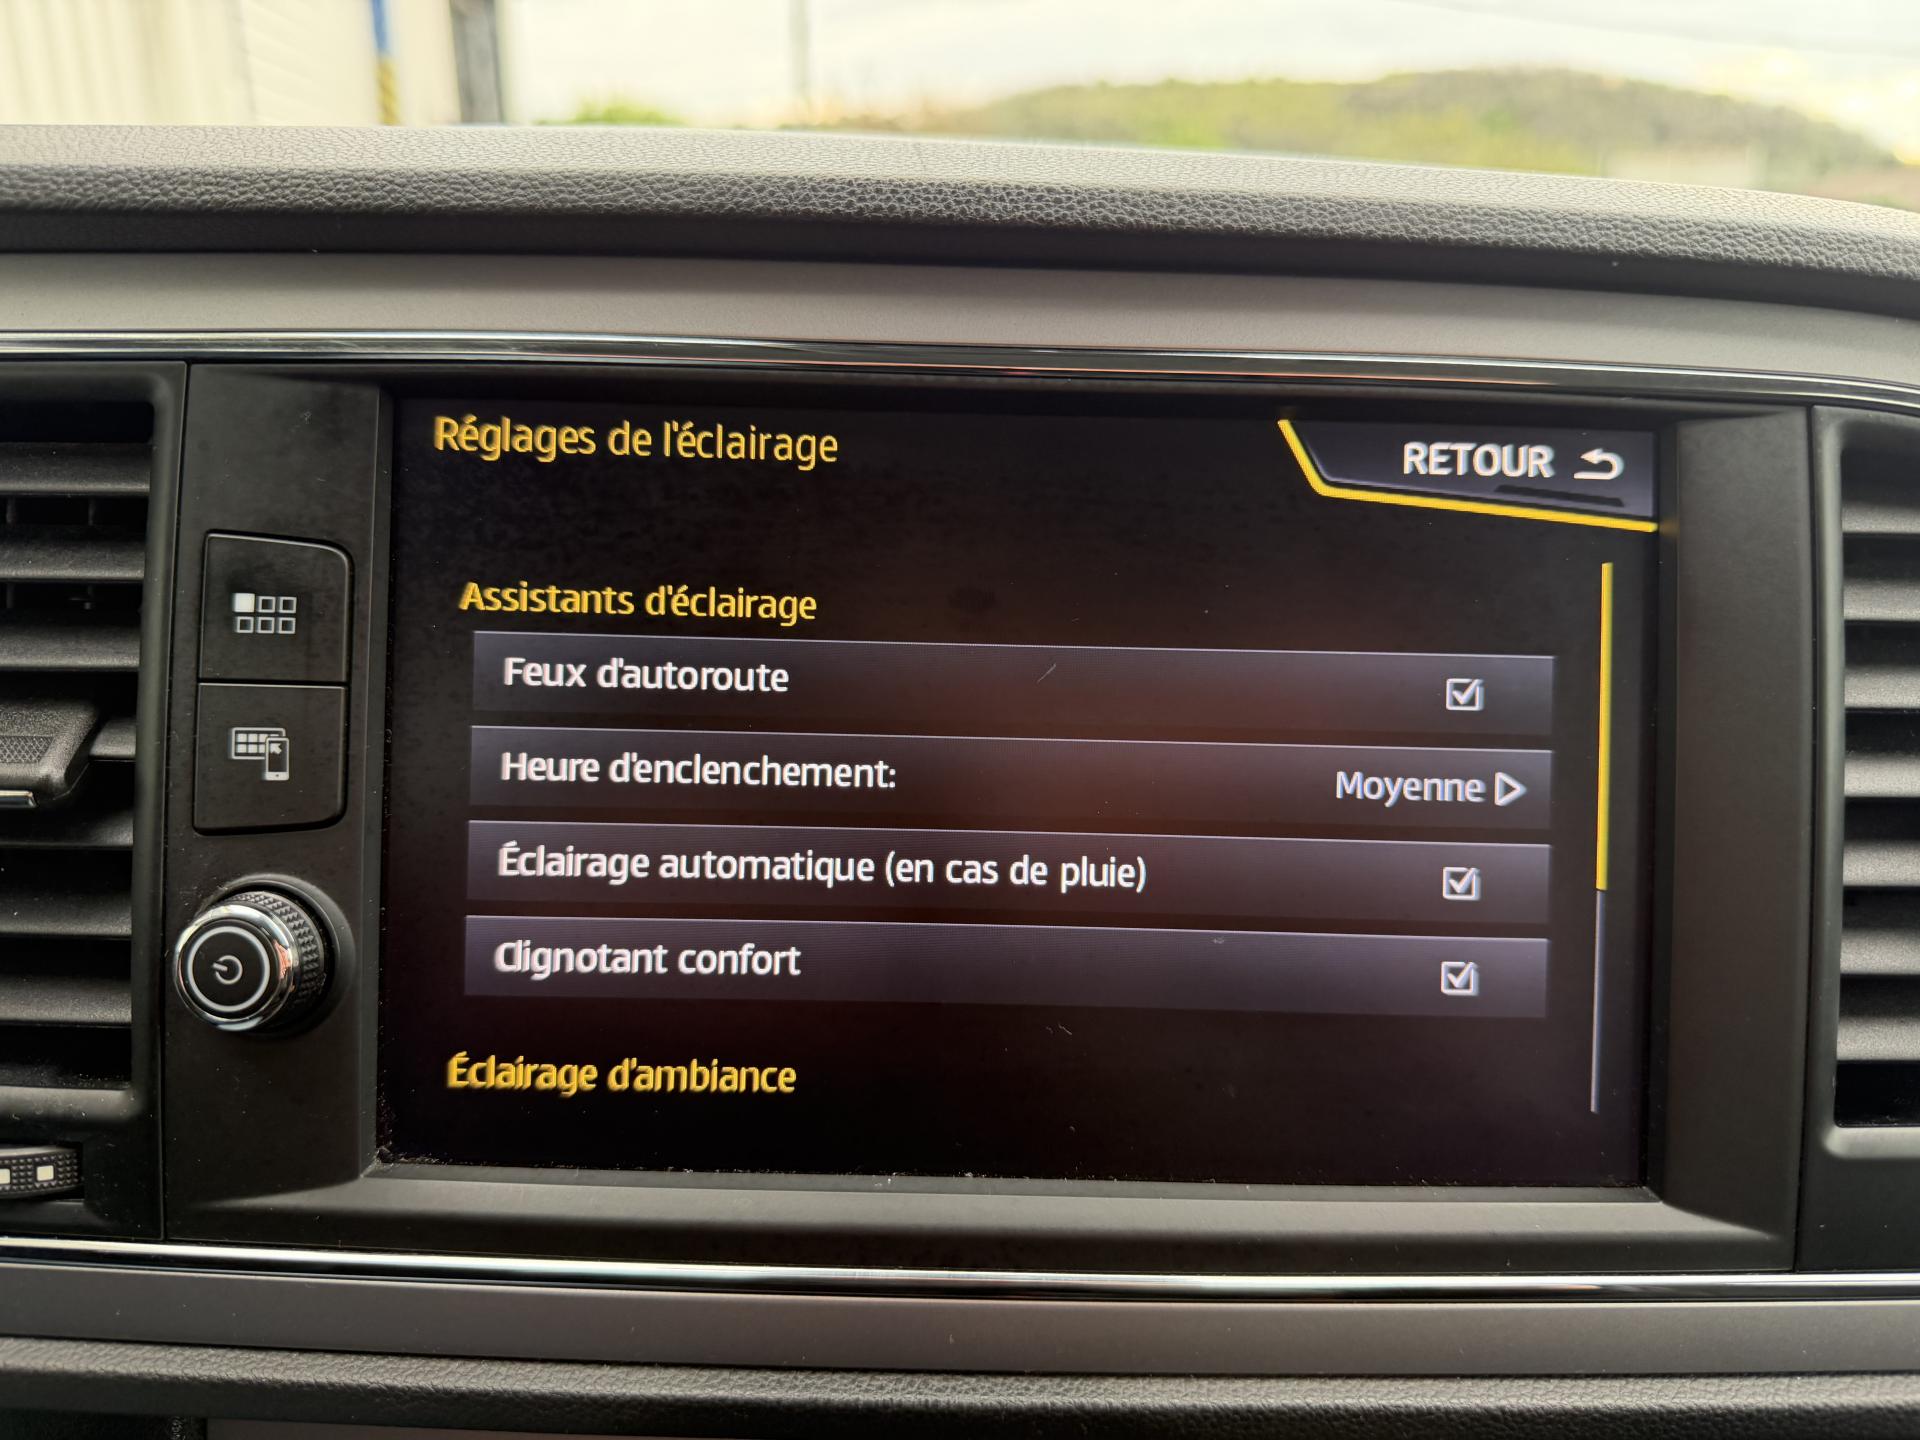 Réglages de l'éclairage
RETOUR
Assistants d'éclairage
Feux d'autoroute
Heure d'enclenchement: Moyenne
Éclairage automatique (en cas de pluie)
Clignotant confort
Éclairage d'ambiance